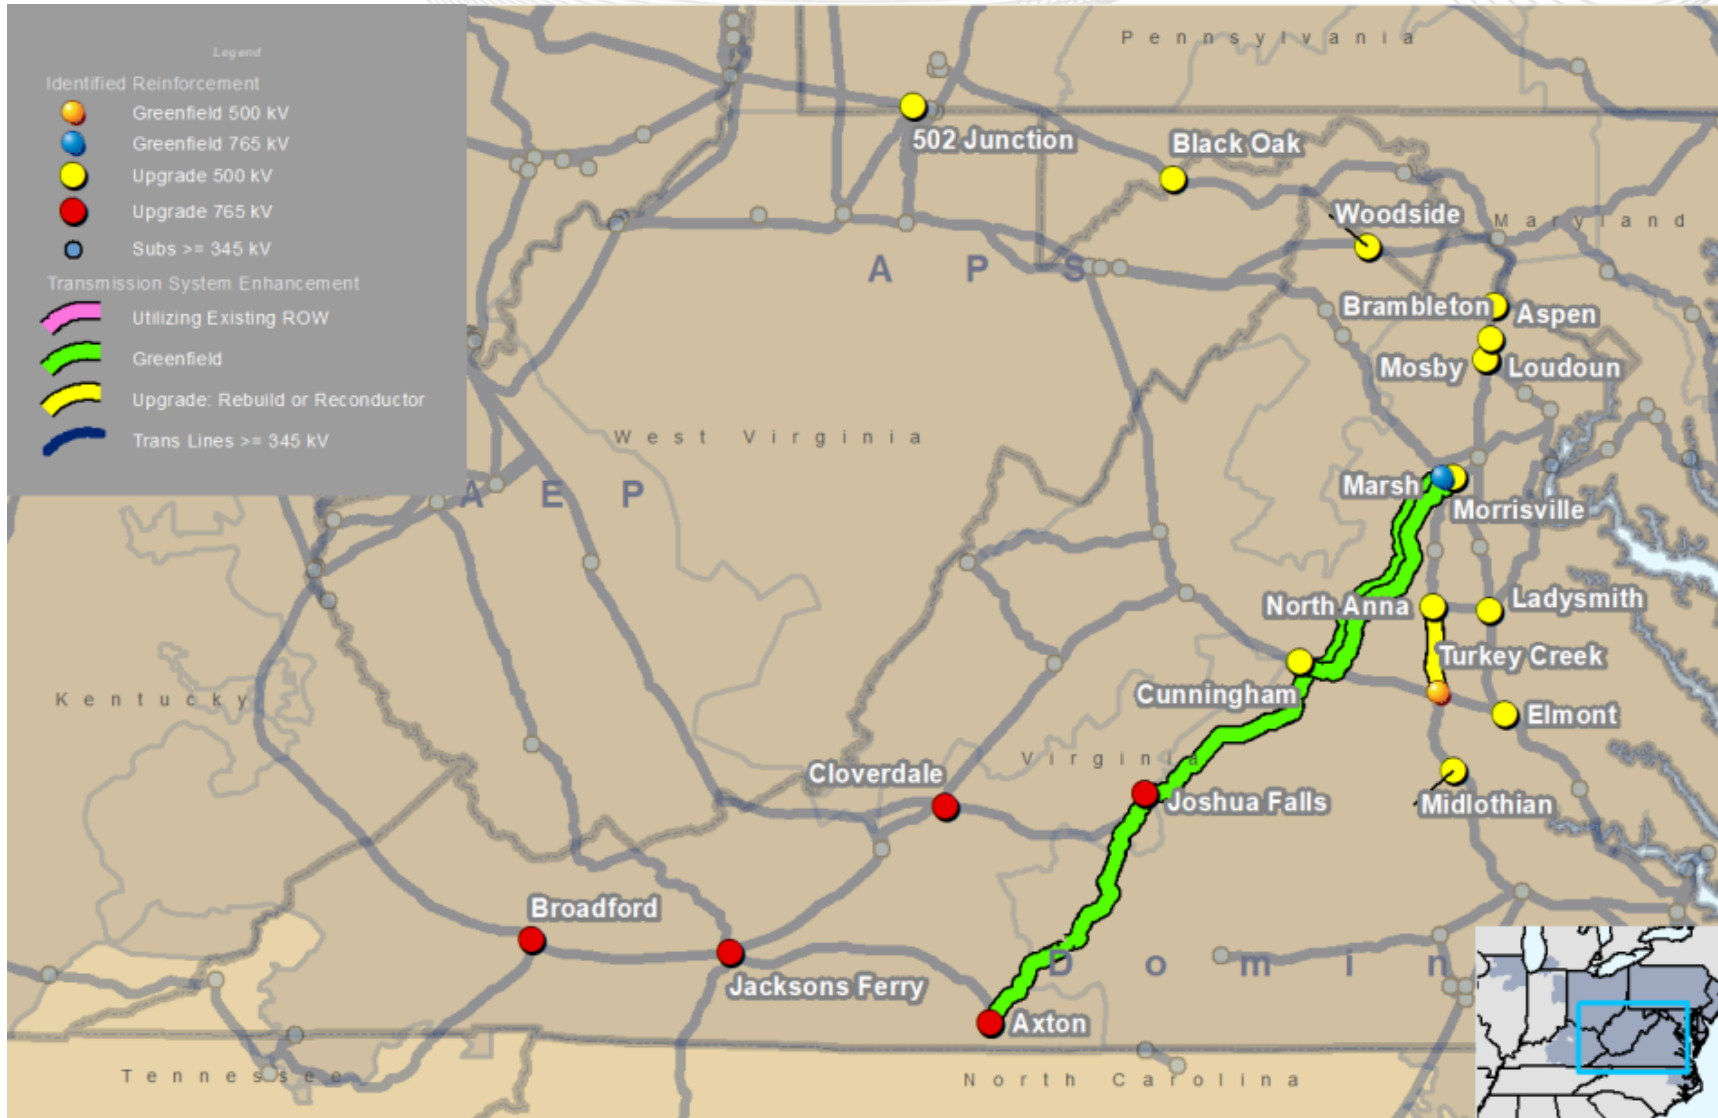 Legend
Identified Reinforcement
Greenfield 500 kV
Greenfield 765 kV
Upgrade 500 kV
Upgrade 765 kV
Subs >= 345 kV
Transmission System Enhancement
Utilizing Existing ROW
Greenfield
Upgrade: Rebuild or Reconductor
Trans Lines >= 345 kV
Pennsylvania
502 Junction
Black Oak
Woodside
Maryland
APS
Brambleton
Aspen
Mosby
Loudoun
West Virginia
AEP
Marsh
Morrisville
North Anna
Ladysmith
Turkey Creek
Kentucky
Cunningham
Elmont
Virginia
Cloverdale
Joshua Falls
Midlothian
Broadford
Domin
Jacksons Ferry
Axton
Tennessee
North Carolina